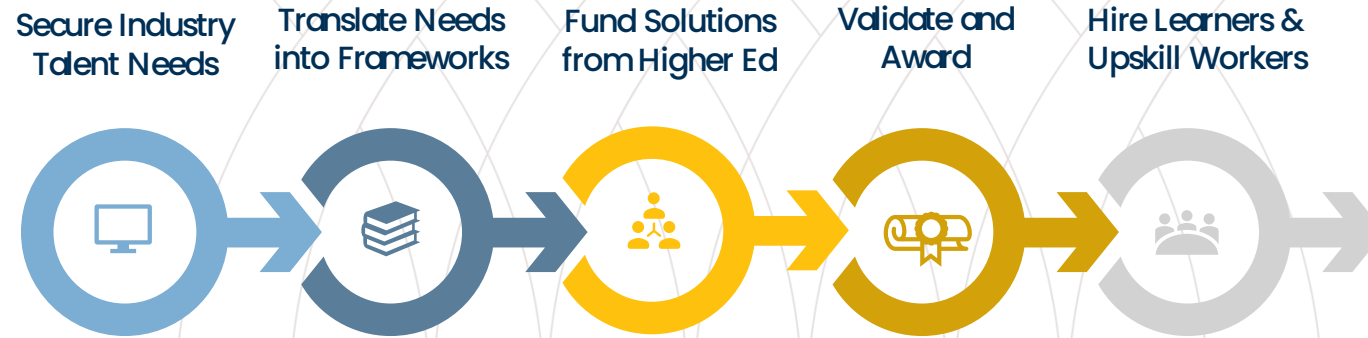 Secure Industry
Talent Needs
Translate Needs
into Frameworks
Fund Solutions
from Higher Ed
Validate and
Award
Hire Learners &
Upskill Workers